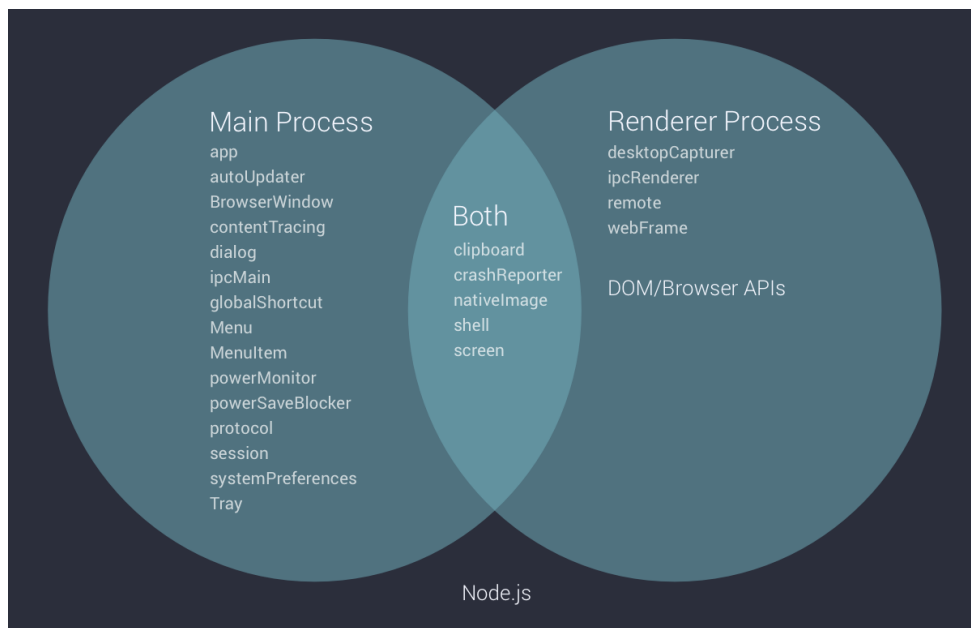 Main Process
app
autoUpdater
BrowserWindow
contentTracing
dialog
ipcMain
globalShortcut
Menu
MenuItem
powerMonitor
powerSaveBlocker
protocol
session
systemPreferences
Tray
Both
clipboard
crashReporter
nativeImage
shell
screen
Renderer Process
desktopCapturer
ipcRenderer
remote
webFrame
DOM/Browser APIs
Node.js